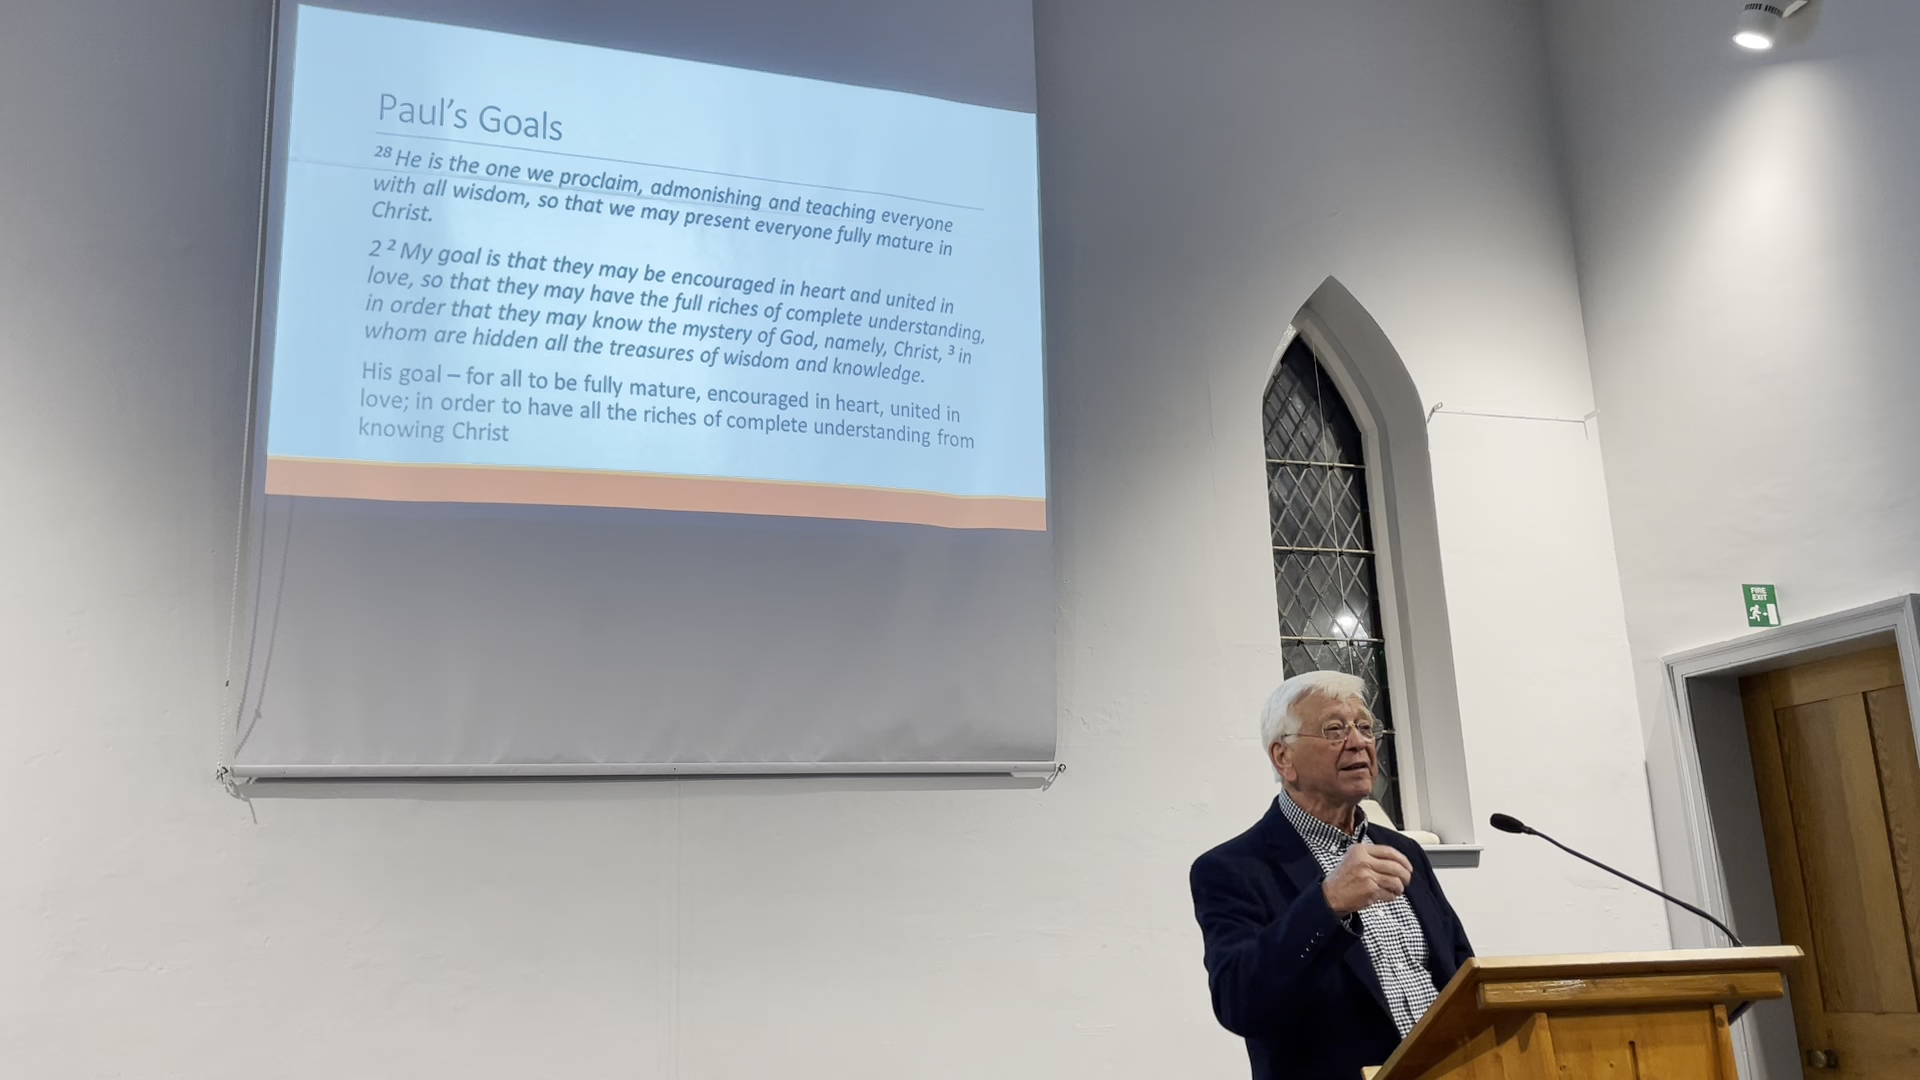 Paul's Goals
²⁸ He is the one we proclaim, admonishing and teaching everyone
with all wisdom, so that we may present everyone fully mature in
Christ.
2 ² My goal is that they may be encouraged in heart and united in
love, so that they may have the full riches of complete understanding,
in order that they may know the mystery of God, namely, Christ, ³ in
whom are hidden all the treasures of wisdom and knowledge.
His goal – for all to be fully mature, encouraged in heart, united in
love; in order to have all the riches of complete understanding from
knowing Christ
FIRE
EXIT